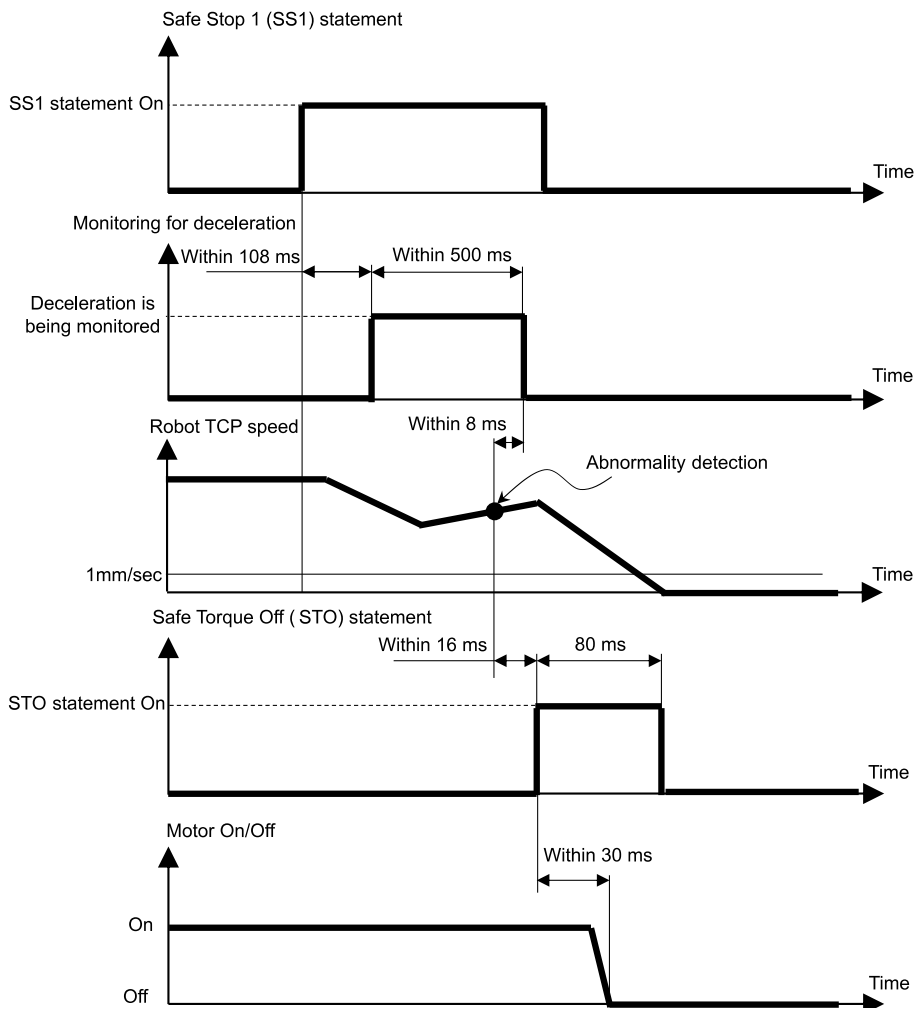 Safe Stop 1 (SS1) statement
SS1 statement On
Time
Monitoring for deceleration
Within 108 ms
Within 500 ms
Deceleration is
being monitored
Time
Within 8 ms
Robot TCP speed
Abnormality detection
1mm/sec
Time
Safe Torque Off ( STO) statement
Within 16 ms
80 ms
STO statement On
Time
Motor On/Off
Within 30 ms
On
Off
Time